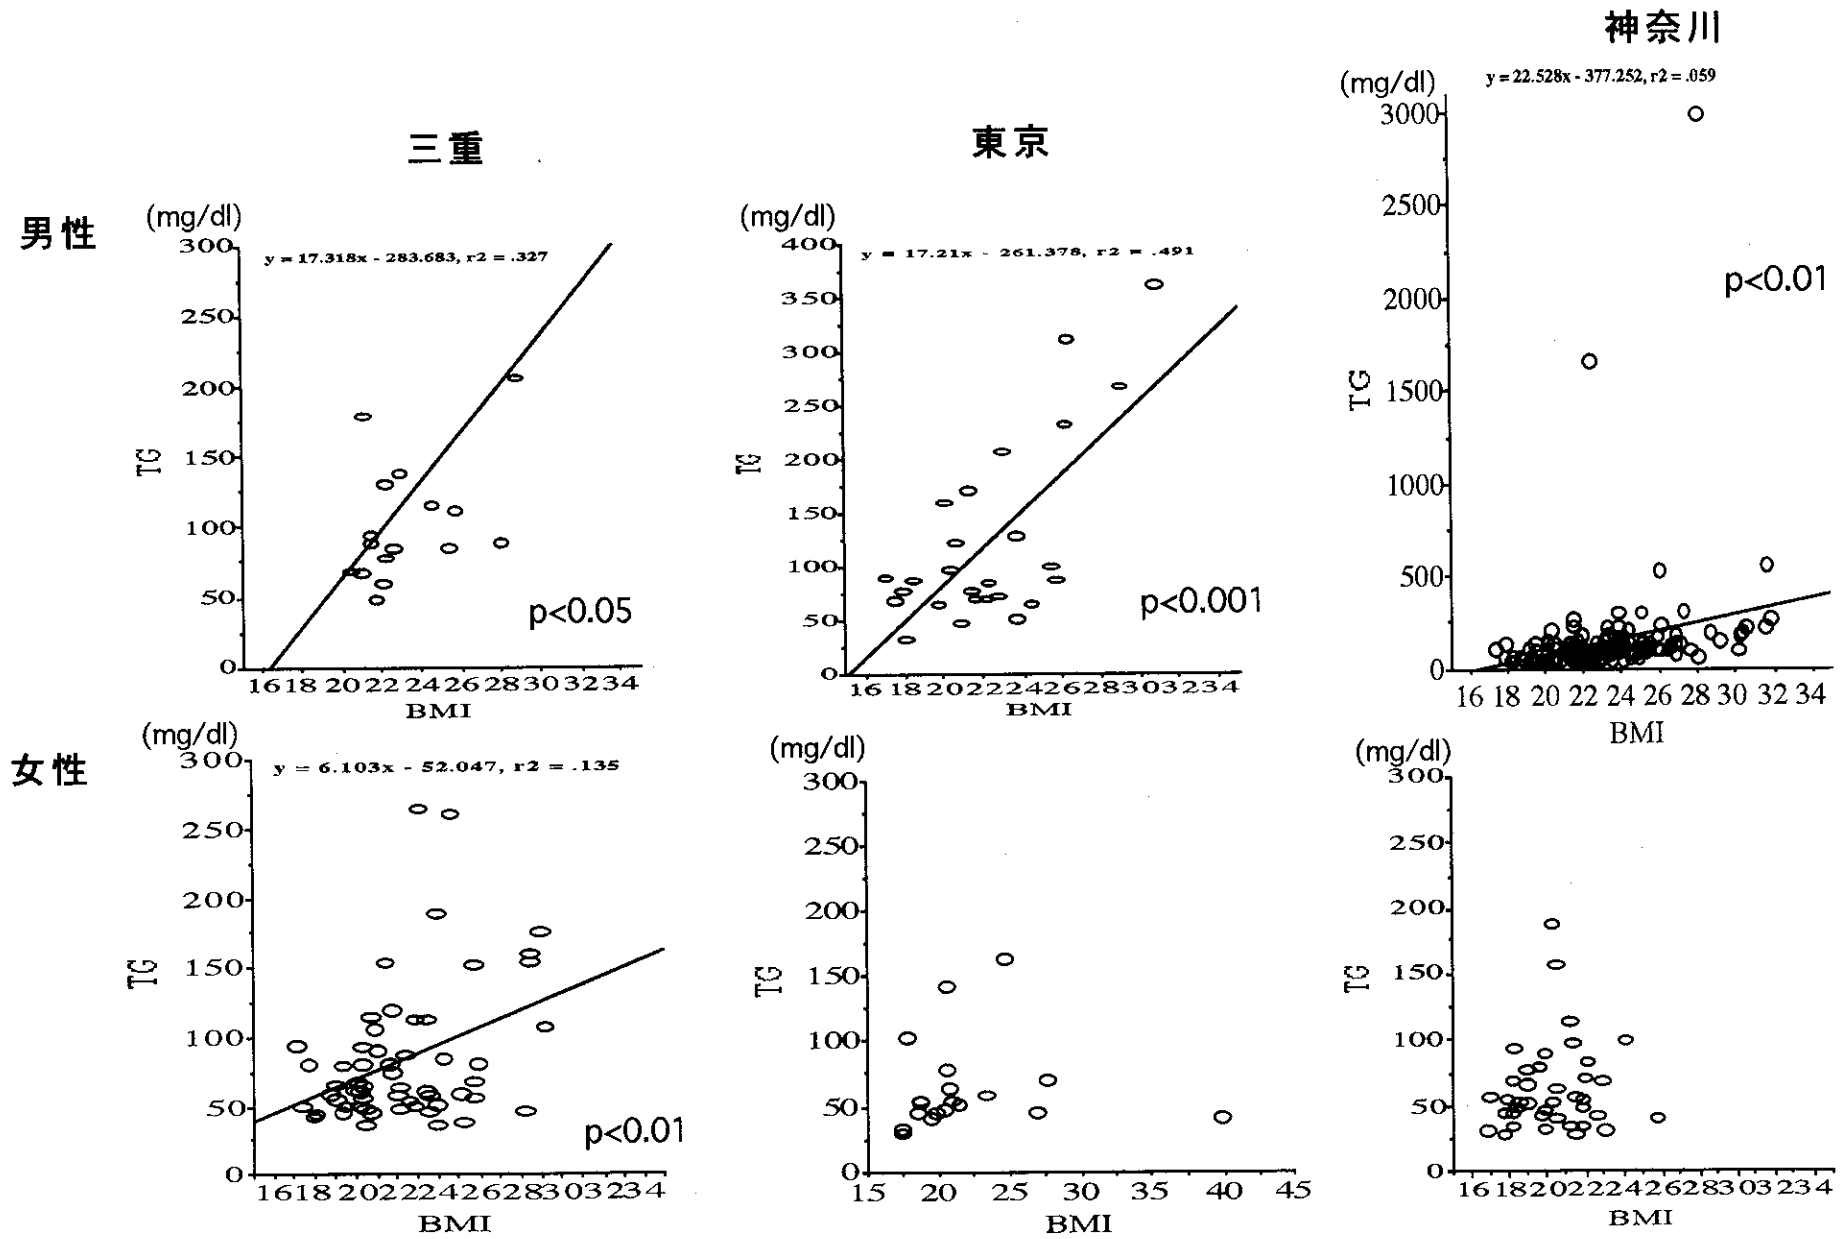 三重
東京
神奈川
男性
(mg/dl)
y = 17.318x - 283.683, r2 = .327
300
250
200
150
100
50
0
TG
p<0.05
16 18 20 22 24 26 28 30 32 34
BMI
(mg/dl)
y = 17.21x - 261.378, r2 = .491
400
350
300
250
200
150
100
50
0
TG
p<0.001
16 18 20 22 24 26 28 30 32 34
BMI
(mg/dl)
y = 22.528x - 377.252, r2 = .059
3000
2500
2000
1500
1000
500
0
TG
p<0.01
16 18 20 22 24 26 28 30 32 34
BMI
女性
(mg/dl)
y = 6.103x - 52.047, r2 = .135
300
250
200
150
100
50
0
TG
p<0.01
16 18 20 22 24 26 28 30 32 34
BMI
(mg/dl)
300
250
200
150
100
50
0
TG
15 20 25 30 35 40 45
BMI
(mg/dl)
300
250
200
150
100
50
0
TG
16 18 20 22 24 26 28 30 32 34
BMI